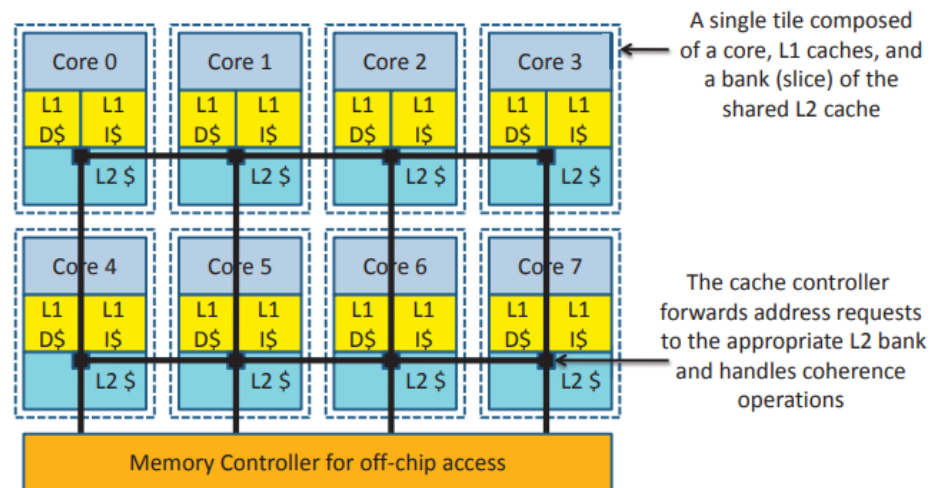 Core 0
L1 L1
D$ I$
L2 $
Core 1
L1 L1
D$ I$
L2 $
Core 2
L1 L1
D$ I$
L2 $
Core 3
L1 L1
D$ I$
L2 $
A single tile composed
of a core, L1 caches, and
a bank (slice) of the
shared L2 cache
Core 4
L1 L1
D$ I$
L2 $
Core 5
L1 L1
D$ I$
L2 $
Core 6
L1 L1
D$ I$
L2 $
Core 7
L1 L1
D$ I$
L2 $
The cache controller
forwards address requests
to the appropriate L2 bank
and handles coherence
operations
Memory Controller for off-chip access